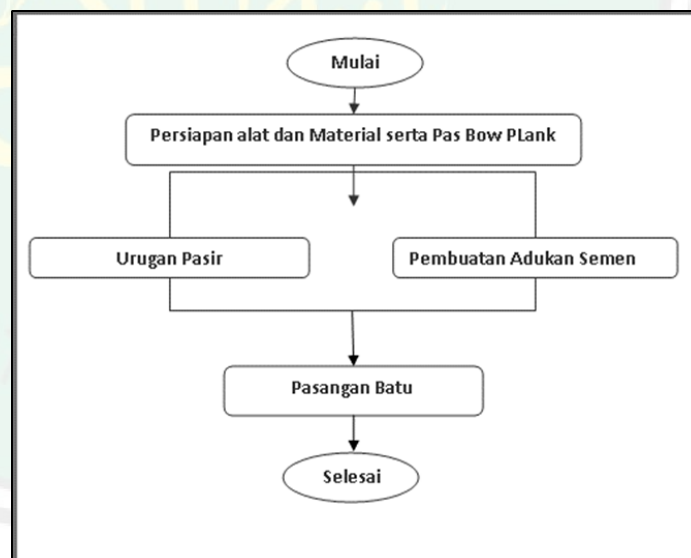 Mulai
Persiapan alat dan Material serta Pas Bow PLank
Urugan Pasir
Pembuatan Adukan Semen
Pasangan Batu
Selesai